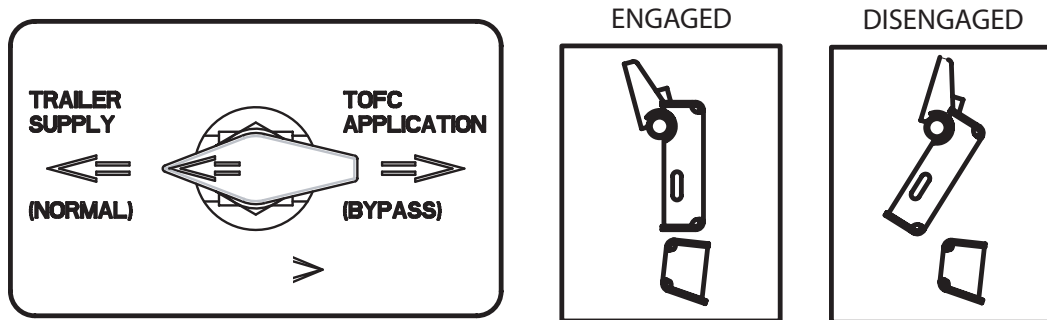 ENGAGED
DISENGAGED
TRAILER
SUPPLY
(NORMAL)
TOFC
APPLICATION
(BYPASS)